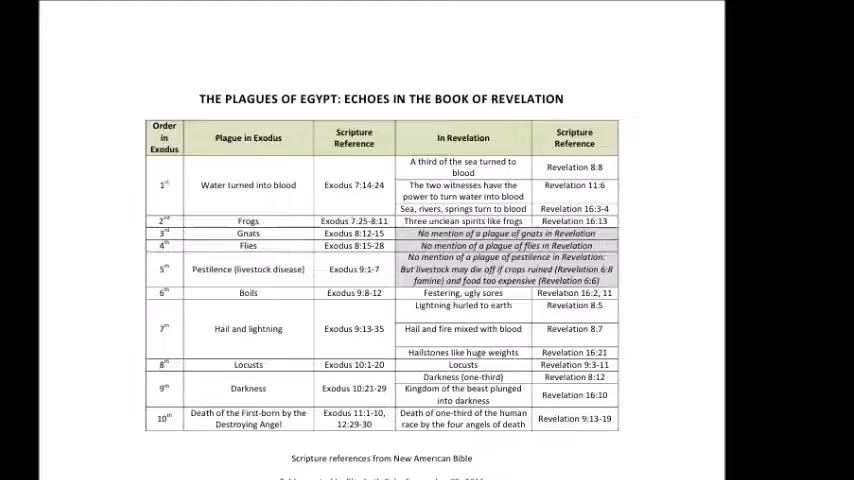 THE PLAGUES OF EGYPT: ECHOES IN THE BOOK OF REVELATION
Order in Exodus Plague in Exodus Scripture Reference In Revelation Scripture Reference
1st Water turned into blood Exodus 7:14-24 A third of the sea turned to blood Revelation 8:8
The two witnesses have the power to turn water into blood Revelation 11:6
Sea, rivers, springs turn to blood Revelation 16:3-4
2nd Frogs Exodus 7:25-8:11 Three unclean spirits like frogs Revelation 16:13
3rd Gnats Exodus 8:12-15 No mention of a plague of gnats in Revelation
4th Flies Exodus 8:15-28 No mention of a plague of flies in Revelation
5th Pestilence (livestock disease) Exodus 9:1-7 No mention of a plague of pestilence in Revelation:
But livestock may die off if crops ruined (Revelation 6:8
famine) and food too expensive (Revelation 6:6)
6th Boils Exodus 9:8-12 Festering, ugly sores Revelation 16:2, 11
7th Hail and lightning Exodus 9:13-35 Lightning hurled to earth Revelation 8:5
Hail and fire mixed with blood Revelation 8:7
Hailstones like huge weights Revelation 16:21
8th Locusts Exodus 10:1-20 Locusts Revelation 9:3-11
9th Darkness Exodus 10:21-29 Darkness (one-third) Revelation 8:12
Kingdom of the beast plunged into darkness Revelation 16:10
10th Death of the First-born by the Destroying Angel Exodus 11:1-10, 12:29-30 Death of one-third of the human race by the four angels of death Revelation 9:13-19
Scripture references from New American Bible